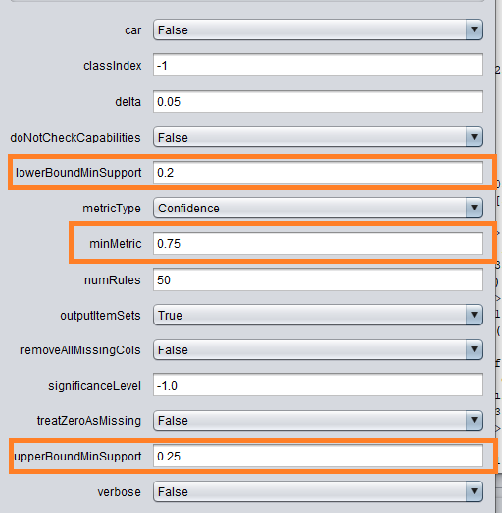 car False
classIndex -1
delta 0.05
doNotCheckCapabilities False
lowerBoundMinSupport 0.2
metricType Confidence
minMetric 0.75
numRules 50
outputItemSets True
removeAllMissingCols False
significanceLevel -1.0
treatZeroAsMissing False
upperBoundMinSupport 0.25
verbose False